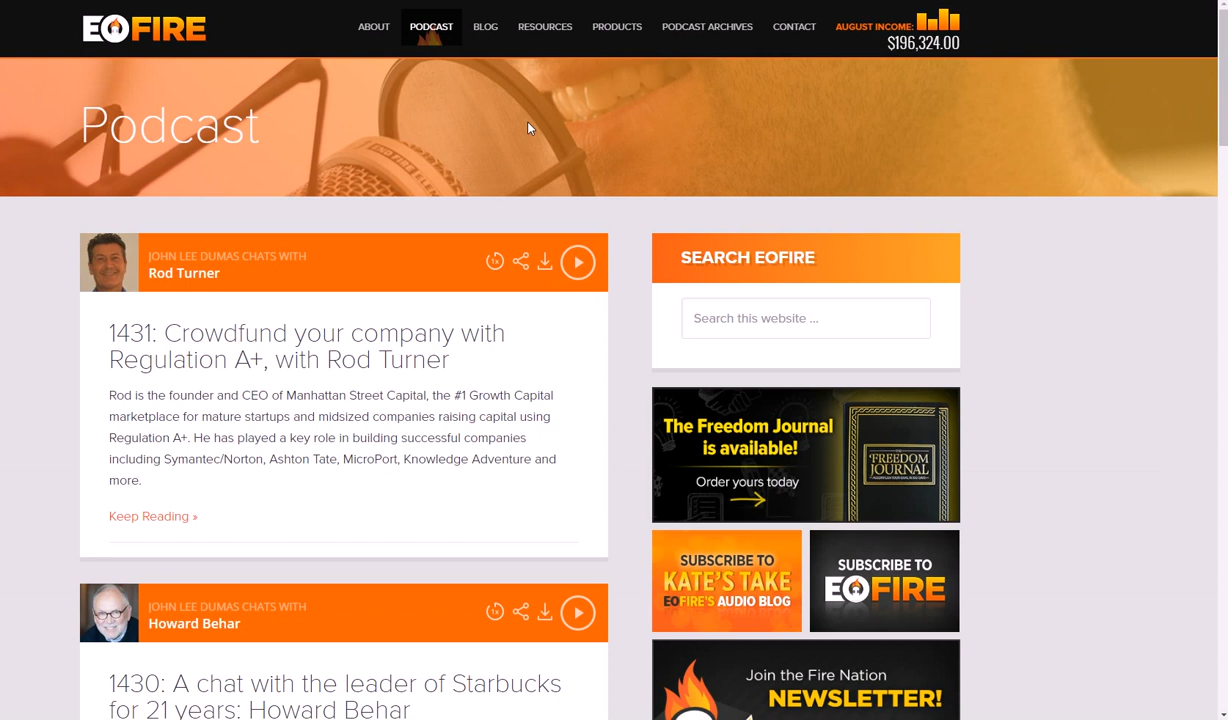 EOFIRE
ABOUT
PODCAST
BLOG
RESOURCES
PRODUCTS
PODCAST ARCHIVES
CONTACT
AUGUST INCOME:
$196,324.00
Podcast
JOHN LEE DUMAS CHATS WITH
Rod Turner
1x
1431: Crowdfund your company with
Regulation A+, with Rod Turner
Rod is the founder and CEO of Manhattan Street Capital, the #1 Growth Capital
marketplace for mature startups and midsized companies raising capital using
Regulation A+. He has played a key role in building successful companies
including Symantec/Norton, Ashton Tate, MicroPort, Knowledge Adventure and
more.
Keep Reading »
JOHN LEE DUMAS CHATS WITH
Howard Behar
1x
1430: A chat with the leader of Starbucks
for 21 years: Howard Behar
SEARCH EOFIRE
Search this website ...
The Freedom Journal
is available!
Order yours today
THE
FREEDOM
JOURNAL
SUBSCRIBE TO
KATE'S TAKE
EOFIRE'S AUDIO BLOG
SUBSCRIBE TO
EOFIRE
Join the Fire Nation
NEWSLETTER!